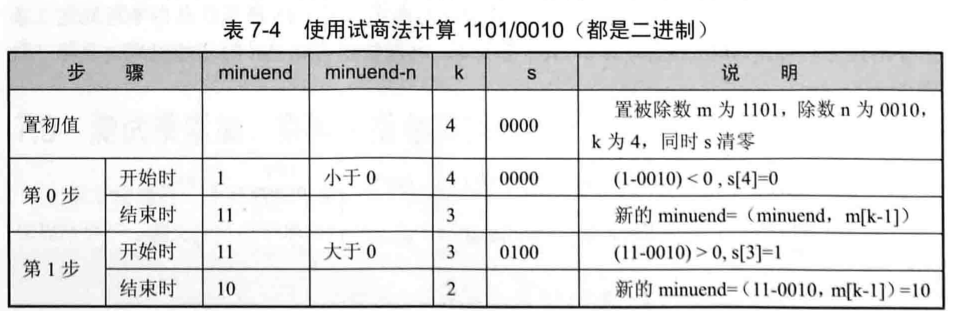 表 7-4 使用试商法计算 1101/0010（都是二进制）
步 骤 minuend minuend-n k s 说 明
置初值 4 0000 置被除数 m 为 1101，除数 n 为 0010，
k 为 4，同时 s 清零
第 0 步 开始时 1 小于 0 4 0000 (1-0010) < 0 , s[4]=0
结束时 11 3 新的 minuend=（minuend，m[k-1]）
第 1 步 开始时 11 大于 0 3 0100 (11-0010) > 0, s[3]=1
结束时 10 2 新的 minuend=（11-0010，m[k-1]）=10